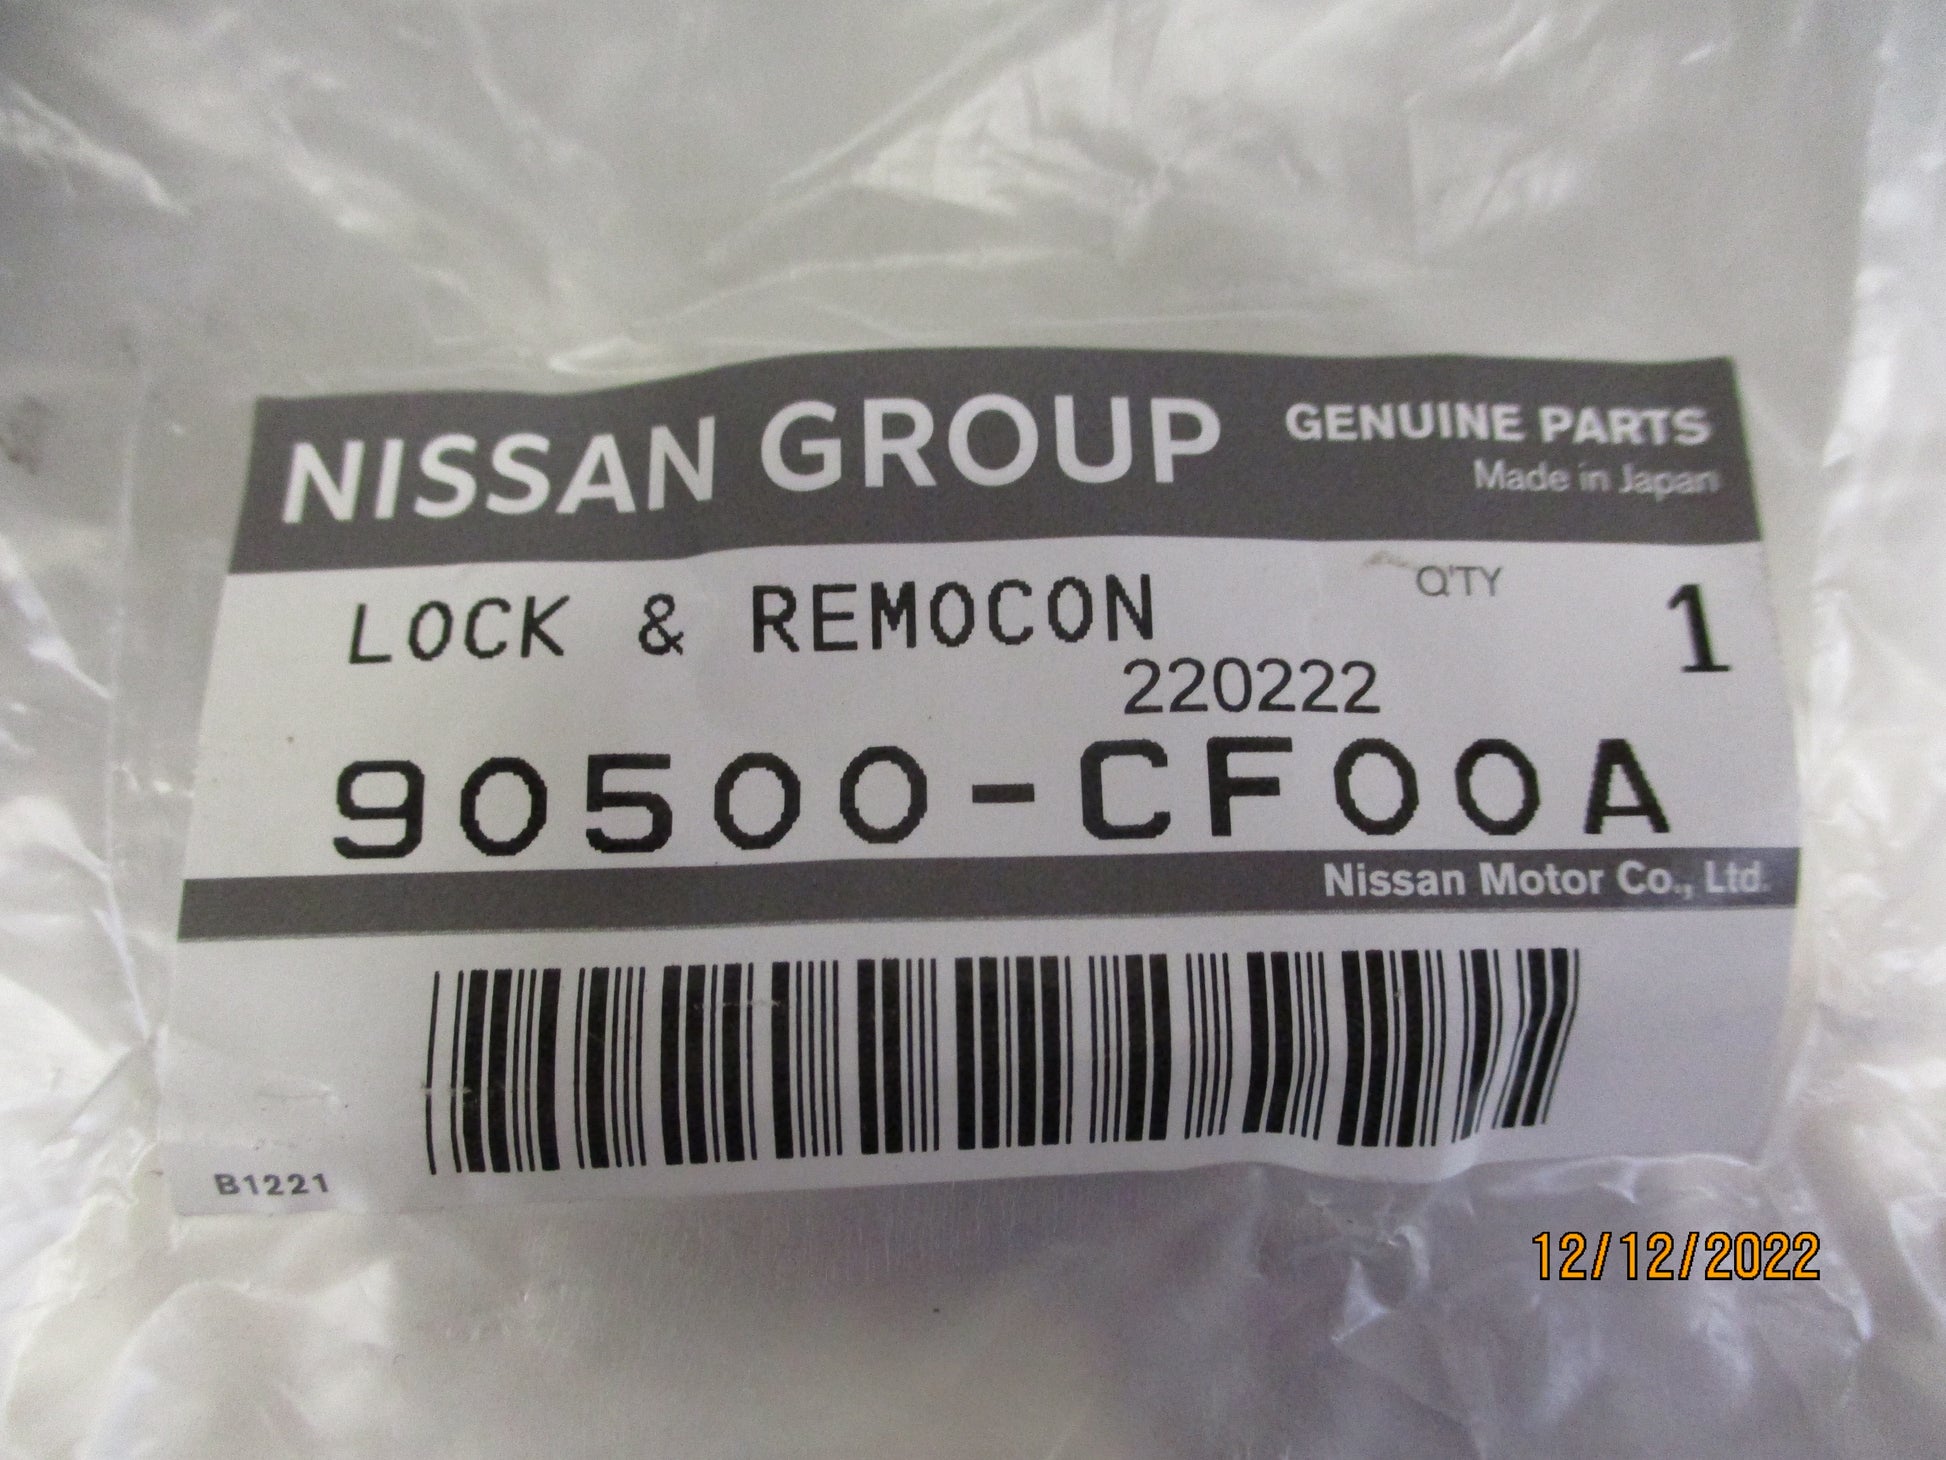 NISSAN GROUP GENUINE PARTS
Made in Japan
LOCK & REMOCON Q'TY 1
220222
90500-CF00A
Nissan Motor Co., Ltd.
B1221
12/12/2022